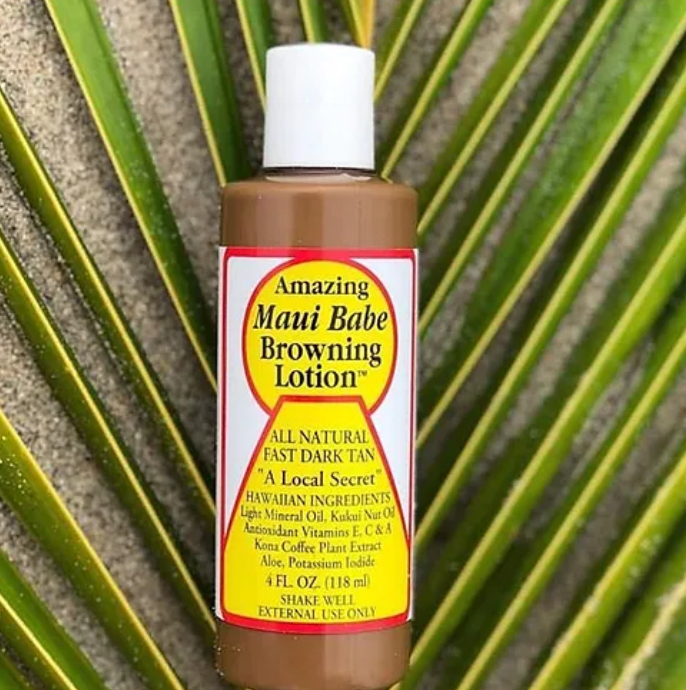 Amazing
Maui Babe
Browning
Lotion™
ALL NATURAL
FAST DARK TAN
"A Local Secret"
HAWAIIAN INGREDIENTS
Light Mineral Oil, Kukui Nut Oil
Antioxidant Vitamins E, C & A
Kona Coffee Plant Extract
Aloe, Potassium Iodide
4 FL. OZ. (118 ml)
SHAKE WELL
EXTERNAL USE ONLY